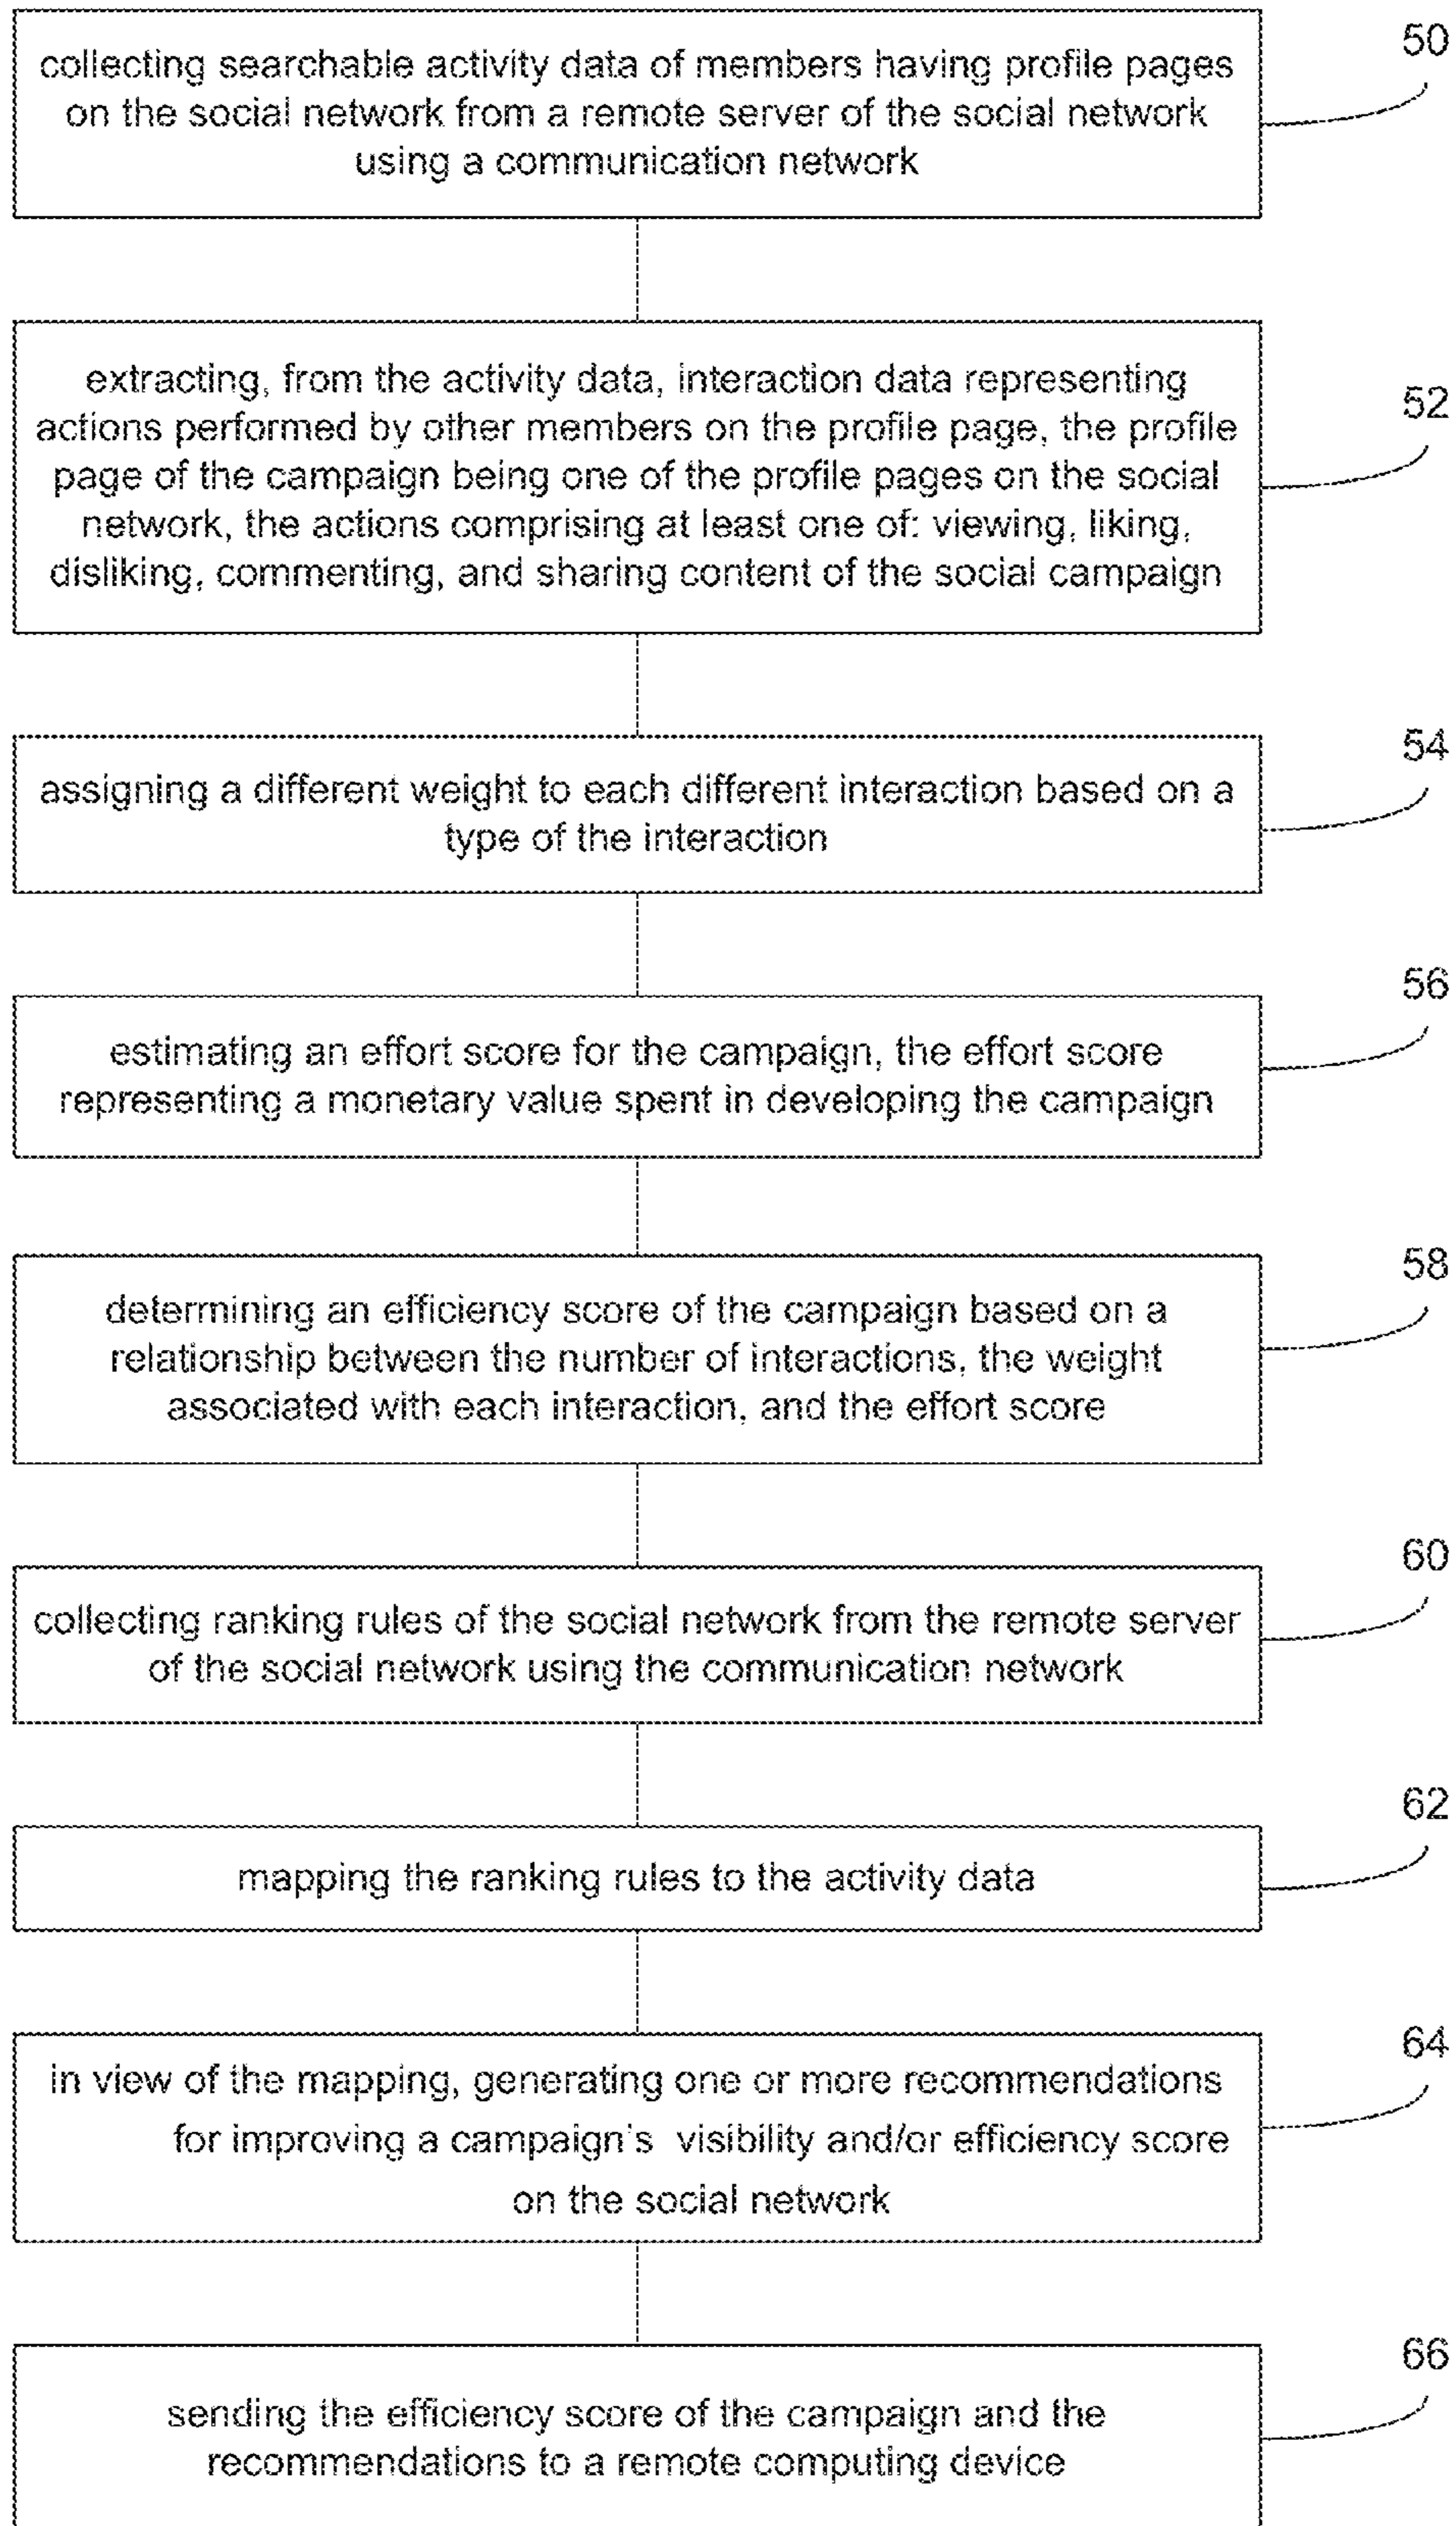 50
collecting searchable activity data of members having profile pages
on the social network from a remote server of the social network
using a communication network
52
extracting, from the activity data, interaction data representing
actions performed by other members on the profile page, the profile
page of the campaign being one of the profile pages on the social
network, the actions comprising at least one of: viewing, liking,
disliking, commenting, and sharing content of the social campaign
54
assigning a different weight to each different interaction based on a
type of the interaction
56
estimating an effort score for the campaign, the effort score
representing a monetary value spent in developing the campaign
58
determining an efficiency score of the campaign based on a
relationship between the number of interactions, the weight
associated with each interaction, and the effort score
60
collecting ranking rules of the social network from the remote server
of the social network using the communication network
62
mapping the ranking rules to the activity data
64
in view of the mapping, generating one or more recommendations
for improving a campaign's visibility and/or efficiency score
on the social network
66
sending the efficiency score of the campaign and the
recommendations to a remote computing device